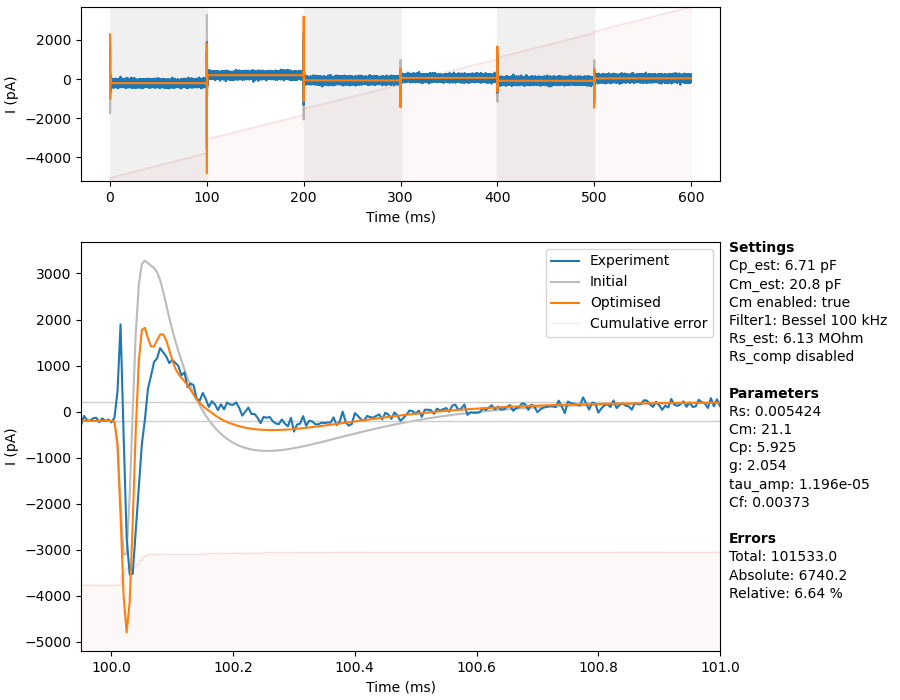 2000
0
−2000
−4000
I (pA)
0
100
200
300
400
500
600
Time (ms)
3000
2000
1000
0
−1000
−2000
−3000
−4000
−5000
I (pA)
Experiment
Initial
Optimised
Cumulative error
100.0
100.2
100.4
100.6
100.8
101.0
Time (ms)
Settings
Cp_est: 6.71 pF
Cm_est: 20.8 pF
Cm enabled: true
Filter1: Bessel 100 kHz
Rs_est: 6.13 MOhm
Rs_comp disabled
Parameters
Rs: 0.005424
Cm: 21.1
Cp: 5.925
g: 2.054
tau_amp: 1.196e-05
Cf: 0.00373
Errors
Total: 101533.0
Absolute: 6740.2
Relative: 6.64 %